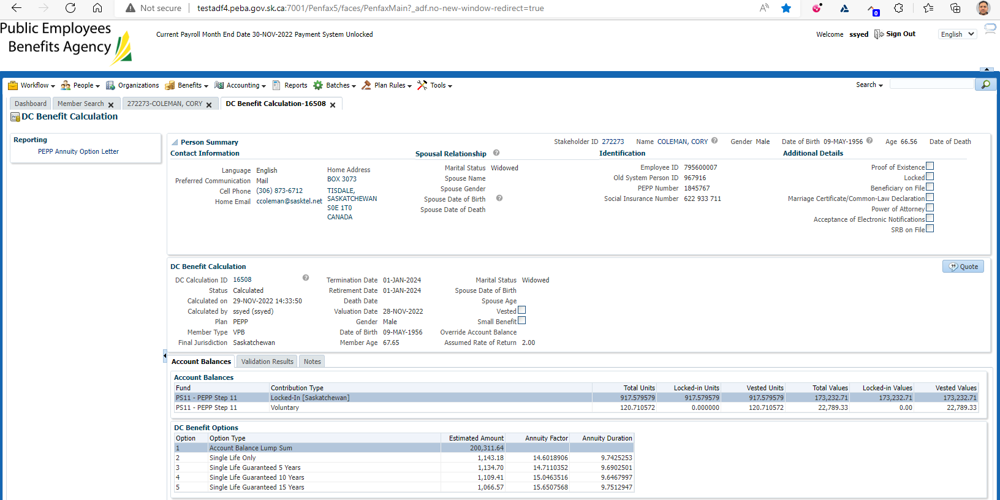 Not secure | testadf4.peba.gov.sk.ca:7001/Penfax5/faces/PenfaxMain?_adf.no-new-window-redirect=true
0
Public Employees
Benefits Agency
Current Payroll Month End Date 30-NOV-2022 Payment System Unlocked
Welcome ssyed Sign Out English
Workflow People Organizations Benefits Accounting Reports Batches Plan Rules Tools Search
Dashboard Member Search 272273-COLEMAN, CORY DC Benefit Calculation-16508
DC Benefit Calculation
Reporting
PEPP Annuity Option Letter
Person Summary Stakeholder ID 272273 Name COLEMAN, CORY Gender Male Date of Birth 09-MAY-1956 Age 66.56 Date of Death
Contact Information
Language English
Preferred Communication Mail
Cell Phone (306) 873-6712
Home Email ccoleman@sasktel.net
Home Address
BOX 3073
TISDALE,
SASKATCHEWAN
S0E 1T0
CANADA
Spousal Relationship
Marital Status Widowed
Spouse Name
Spouse Gender
Spouse Date of Birth
Spouse Date of Death
Identification
Employee ID 795600007
Old System Person ID 967916
PEPP Number 1845767
Social Insurance Number 622 933 711
Additional Details
Proof of Existence
Locked
Beneficiary on File
Marriage Certificate/Common-Law Declaration
Power of Attorney
Acceptance of Electronic Notifications
SRB on File
DC Benefit Calculation
Quote
DC Calculation ID 16508
Status Calculated
Calculated on 29-NOV-2022 14:33:50
Calculated by ssyed (ssyed)
Plan PEPP
Member Type VPB
Final Jurisdiction Saskatchewan
Termination Date 01-JAN-2024
Retirement Date 01-JAN-2024
Death Date
Valuation Date 28-NOV-2022
Gender Male
Date of Birth 09-MAY-1956
Member Age 67.65
Marital Status Widowed
Spouse Date of Birth
Spouse Age
Vested
Small Benefit
Override Account Balance
Assumed Rate of Return 2.00
Account Balances Validation Results Notes
Account Balances
Fund Contribution Type Total Units Locked-in Units Vested Units Total Values Locked-in Values Vested Values
PS11 - PEPP Step 11 Locked-In [Saskatchewan] 917.579579 917.579579 917.579579 173,232.71 173,232.71 173,232.71
PS11 - PEPP Step 11 Voluntary 120.710572 0.000000 120.710572 22,789.33 0.00 22,789.33
DC Benefit Options
Option Option Type Estimated Amount Annuity Factor Annuity Duration
1 Account Balance Lump Sum 200,311.64
2 Single Life Only 1,143.18 14.6018906 9.7425253
3 Single Life Guaranteed 5 Years 1,134.70 14.7110352 9.6902501
4 Single Life Guaranteed 10 Years 1,109.41 15.0463516 9.6467997
5 Single Life Guaranteed 15 Years 1,066.57 15.6507568 9.7512947